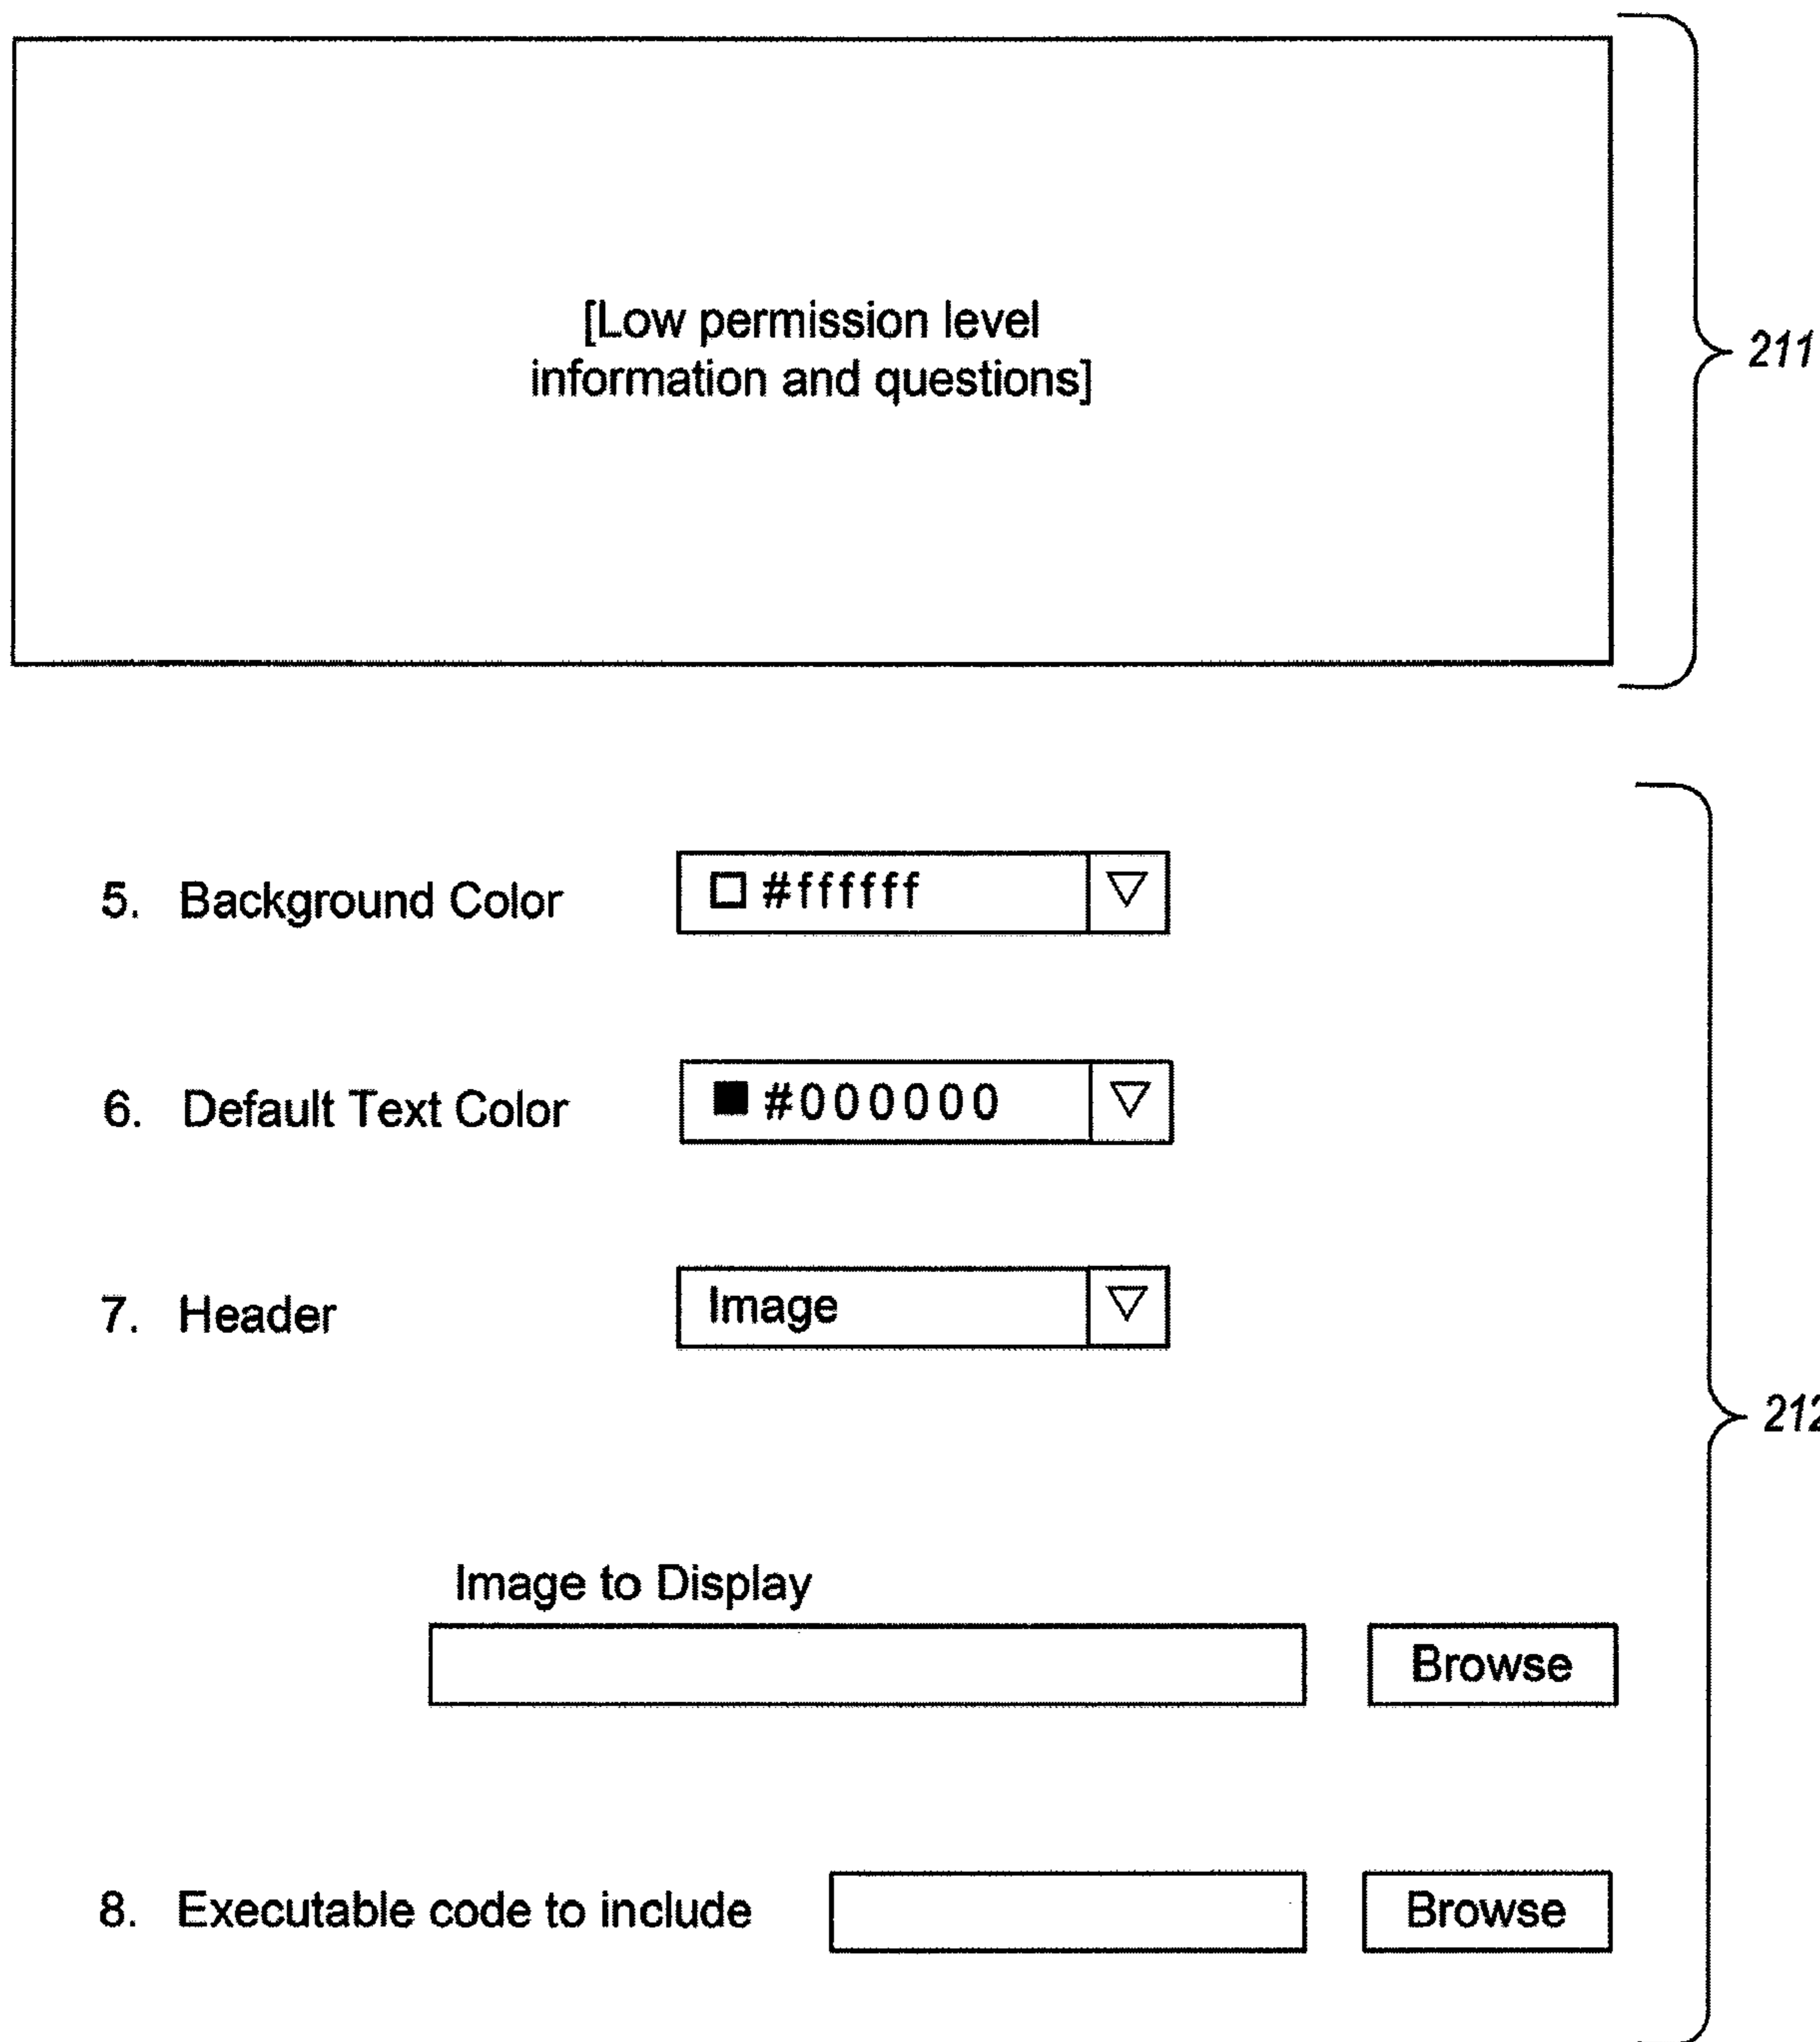 [Low permission level
information and questions]
211
5. Background Color #ffffff
6. Default Text Color #000000
7. Header Image
212
Image to Display
Browse
8. Executable code to include Browse